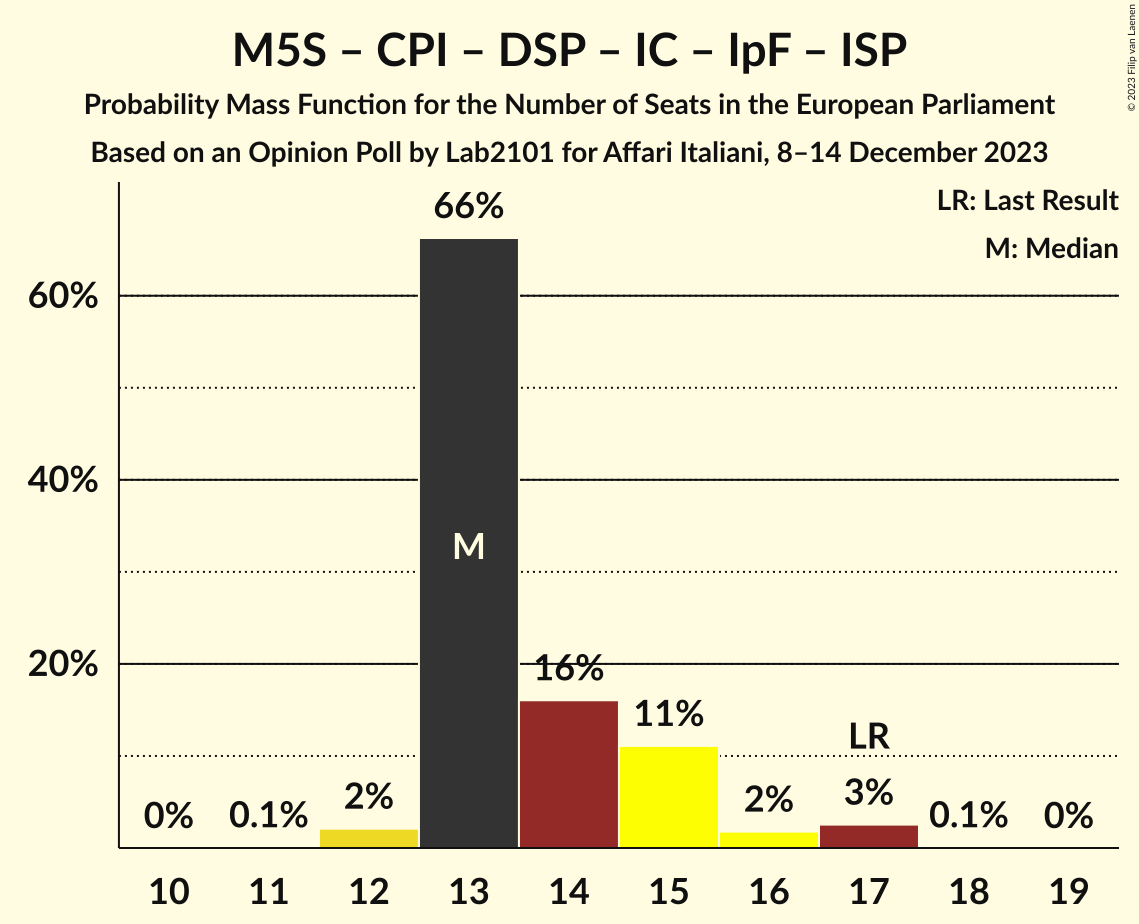 M5S – CPI – DSP – IC – IpF – ISP
Probability Mass Function for the Number of Seats in the European Parliament
Based on an Opinion Poll by Lab2101 for Affari Italiani, 8–14 December 2023
© 2023 Filip van Laenen
LR: Last Result
M: Median
66%
60%
40%
M
20%
16%
11%
LR
0%
0.1%
2%
2%
3%
0.1%
0%
10 11 12 13 14 15 16 17 18 19